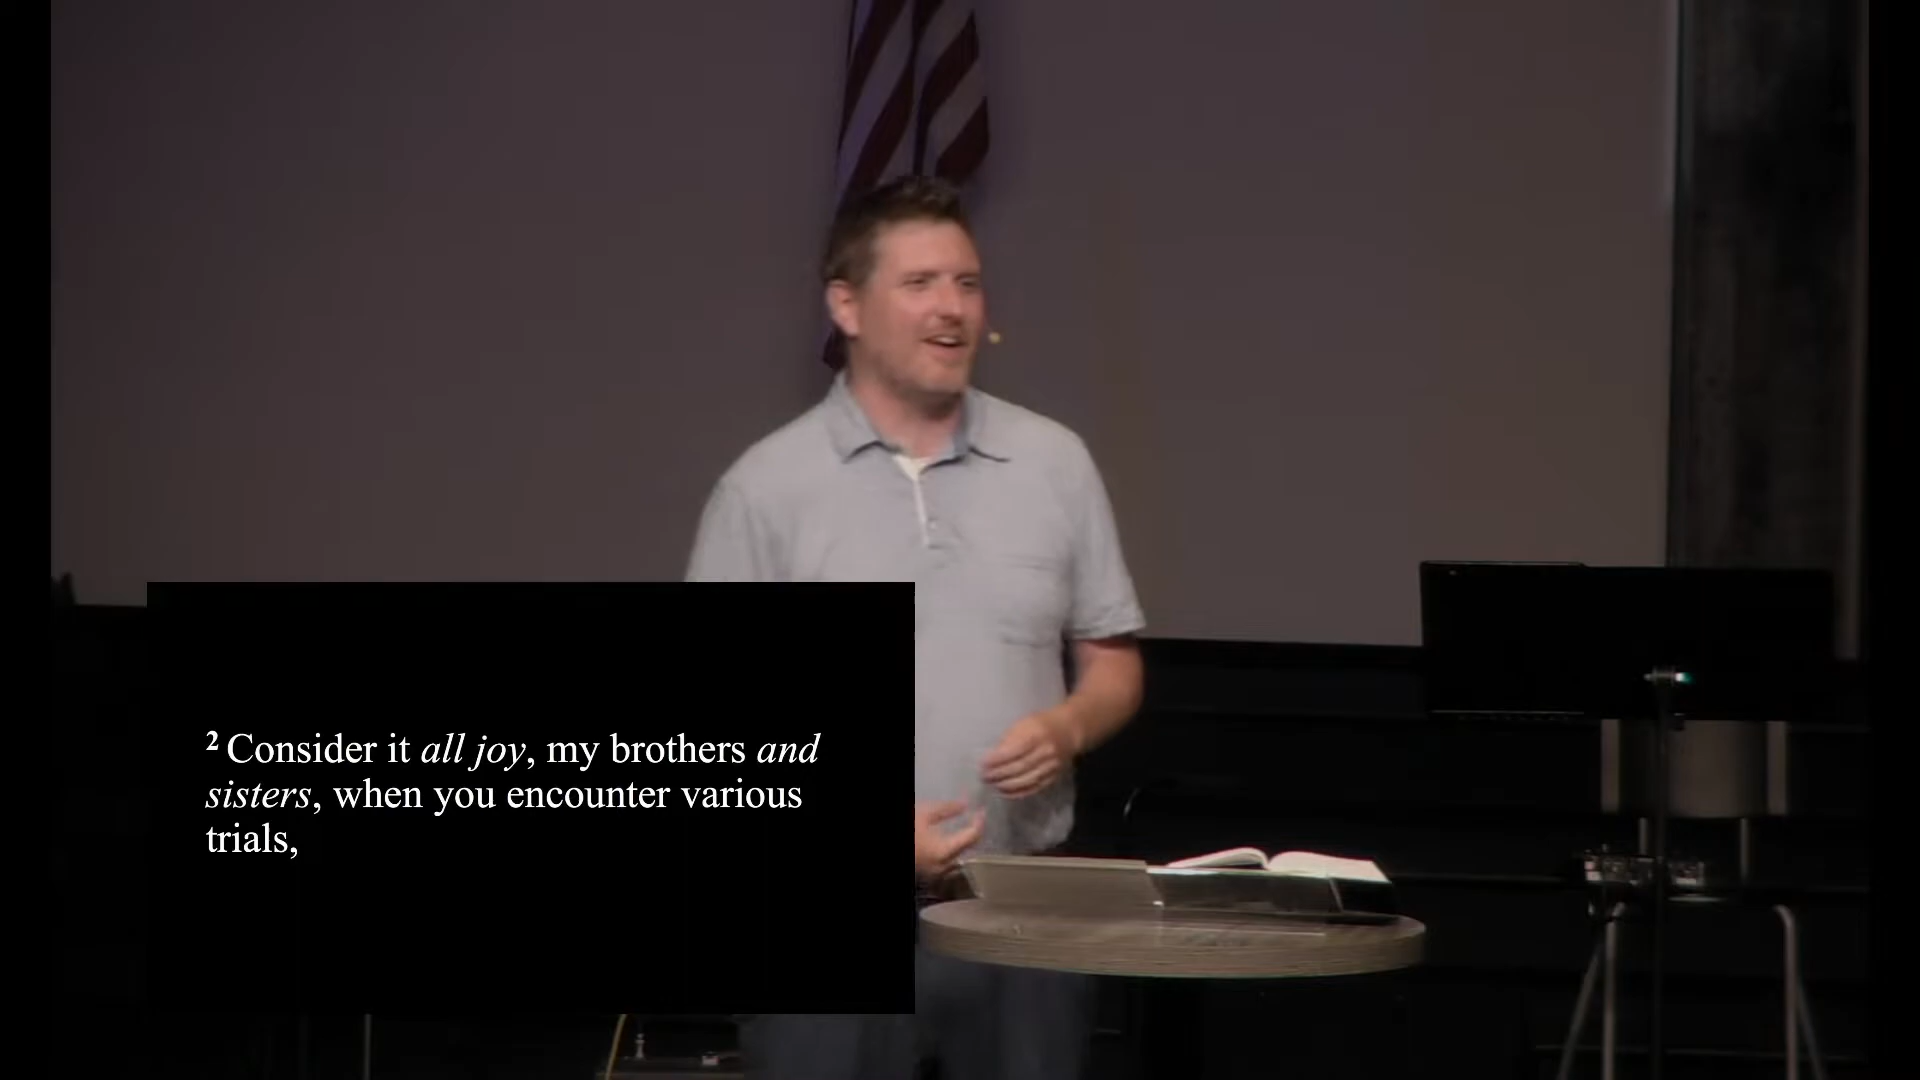 2 Consider it all joy, my brothers and
sisters, when you encounter various
trials,